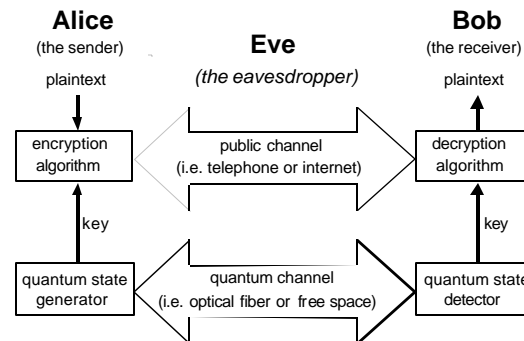 Alice
(the sender)
plaintext
encryption
algorithm
key
quantum state
generator
Eve
(the eavesdropper)
public channel
(i.e. telephone or internet)
quantum channel
(i.e. optical fiber or free space)
Bob
(the receiver)
plaintext
decryption
algorithm
key
quantum state
detector